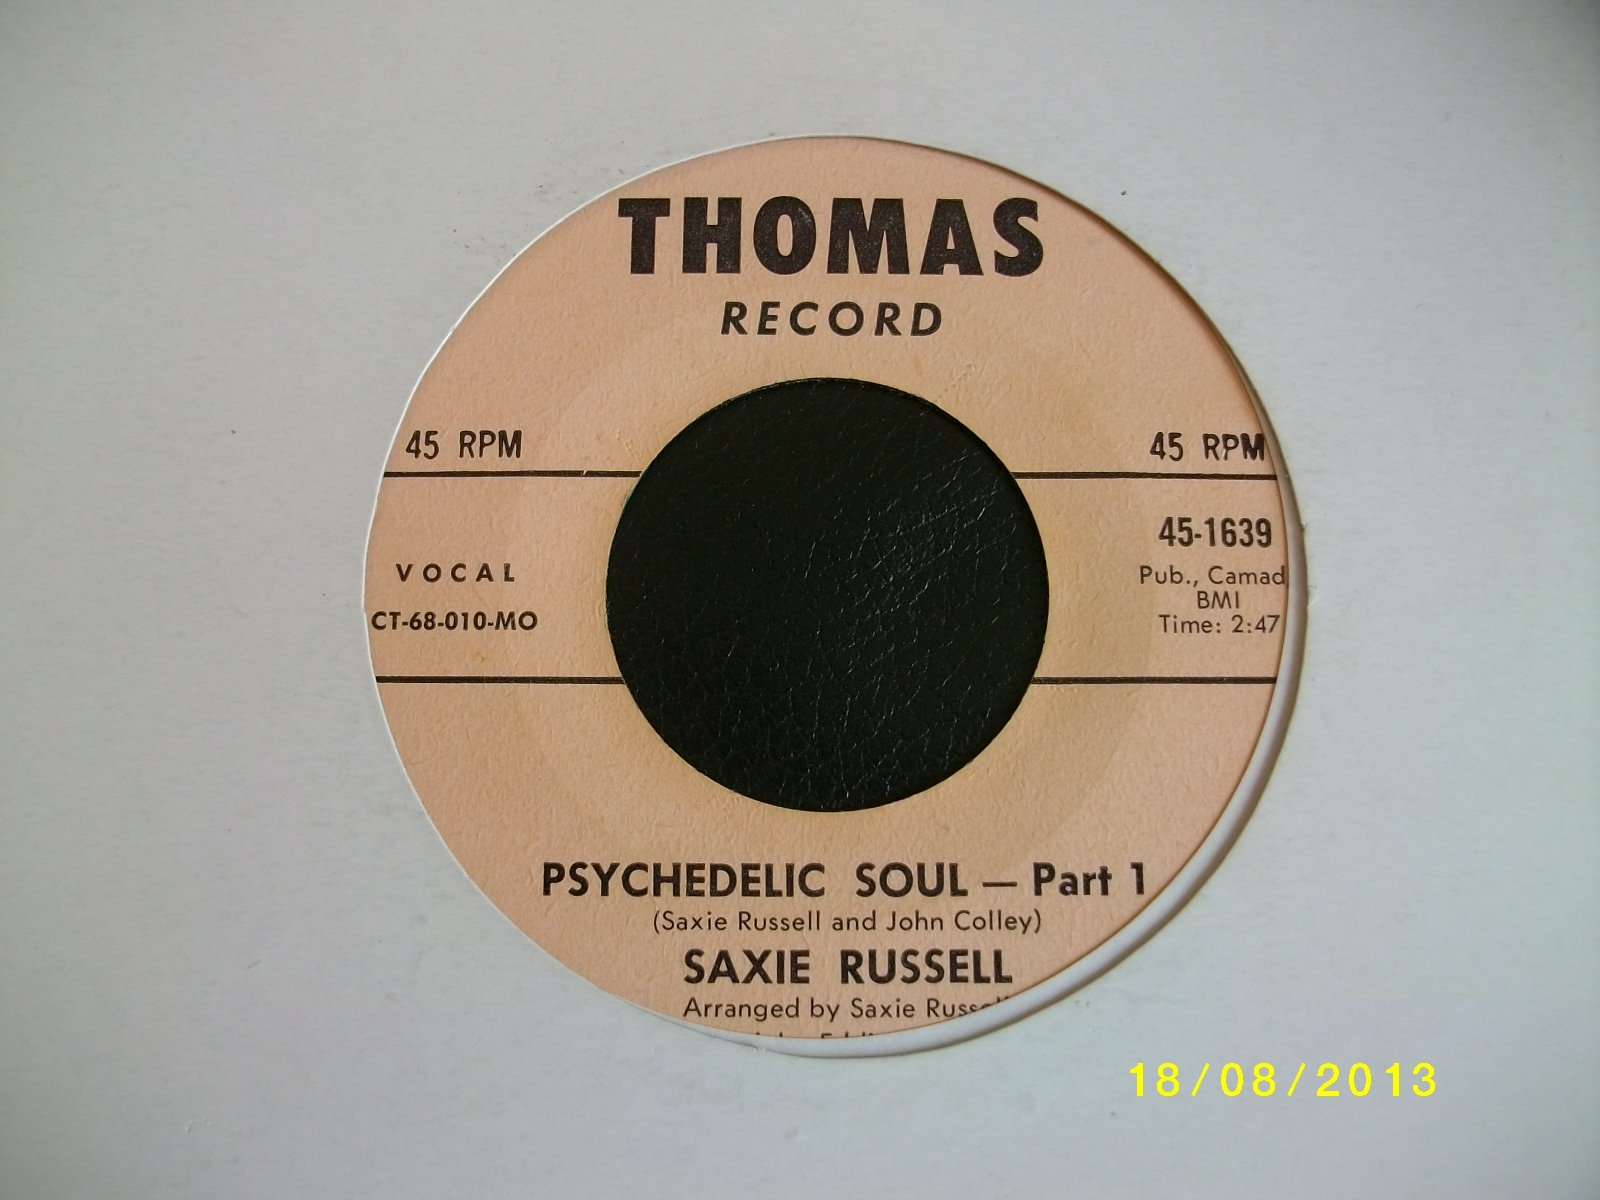 THOMAS
RECORD
45 RPM
45 RPM
VOCAL
CT-68-010-MO
45-1639
Pub., Camad
BMI
Time: 2:47
PSYCHEDELIC SOUL — Part 1
(Saxie Russell and John Colley)
SAXIE RUSSELL
Arranged by Saxie
18/08/2013